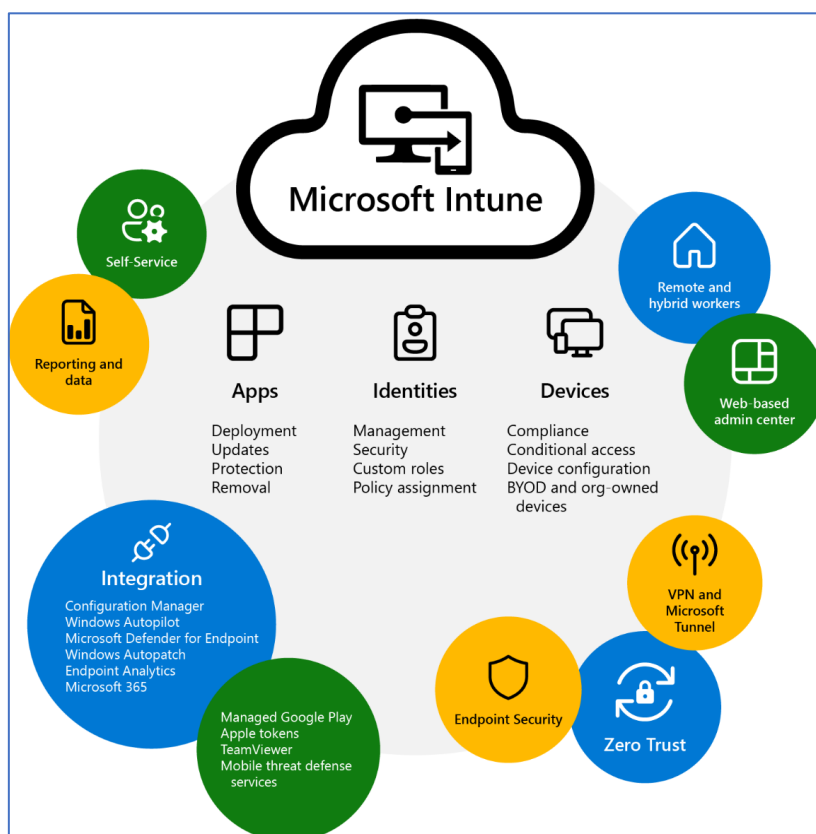 Microsoft Intune
Self-Service
Reporting and
data
Remote and
hybrid workers
Web-based
admin center
Apps
Deployment
Updates
Protection
Removal
Identities
Management
Security
Custom roles
Policy assignment
Devices
Compliance
Conditional access
Device configuration
BYOD and org-owned
devices
Integration
Configuration Manager
Windows Autopilot
Microsoft Defender for Endpoint
Windows Autopatch
Endpoint Analytics
Microsoft 365
Managed Google Play
Apple tokens
TeamViewer
Mobile threat defense
services
VPN and
Microsoft
Tunnel
Endpoint Security
Zero Trust